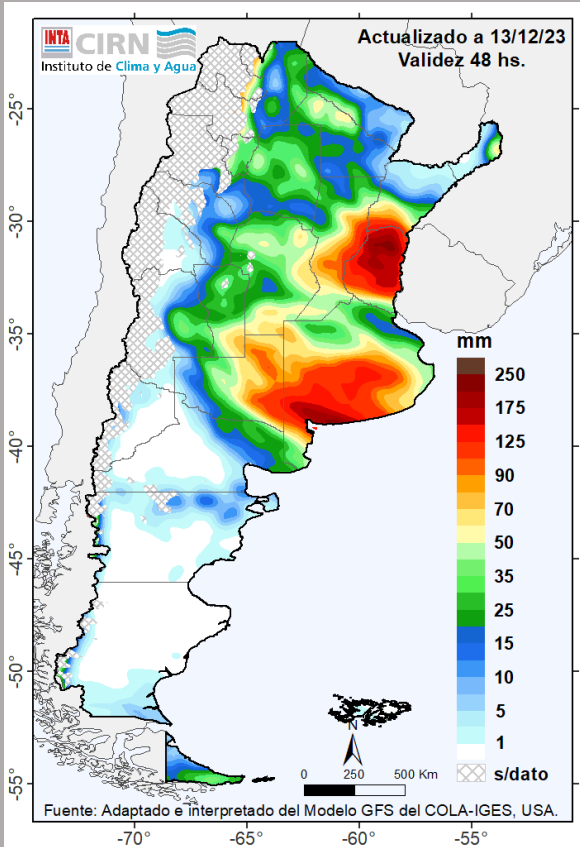 INTA CIRN
Instituto de Clima y Agua
Actualizado a 13/12/23
Validez 48 hs.
25°
30°
35°
40°
45°
50°
55°
mm
250
175
125
90
70
50
35
25
15
10
5
1
s/dato
N
0 250 500 Km
Fuente: Adaptado e interpretado del Modelo GFS del COLA-IGES, USA.
-70° -65° -60° -55°